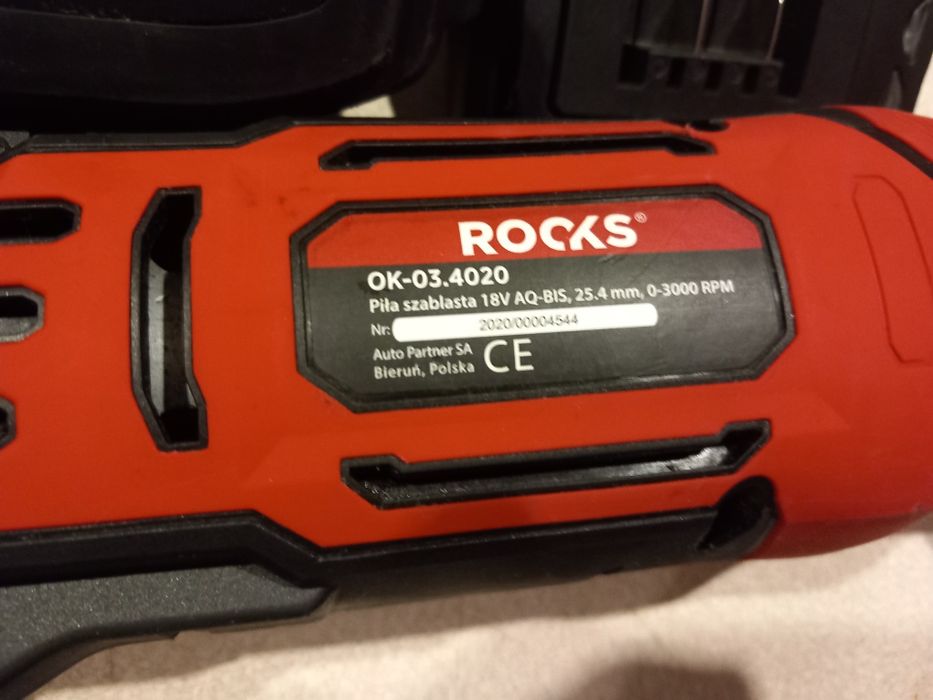 ROCKS®
OK-03.4020
Piła szablasta 18V AQ-BIS, 25.4 mm, 0-3000 RPM
Nr: 2020/00004544
Auto Partner SA
Bieruń, Polska
CE